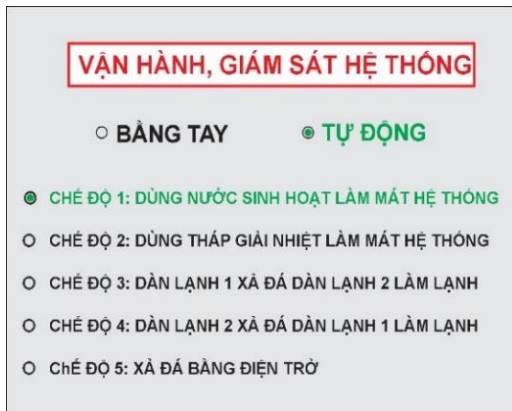 VẬN HÀNH, GIÁM SÁT HỆ THỐNG
BẰNG TAY TỰ ĐỘNG
CHẾ ĐỘ 1: DÙNG NƯỚC SINH HOẠT LÀM MÁT HỆ THỐNG
CHẾ ĐỘ 2: DÙNG THÁP GIẢI NHIỆT LÀM MÁT HỆ THỐNG
CHẾ ĐỘ 3: DÀN LẠNH 1 XẢ ĐÁ DÀN LẠNH 2 LÀM LẠNH
CHẾ ĐỘ 4: DÀN LẠNH 2 XẢ ĐÁ DÀN LẠNH 1 LÀM LẠNH
ChẾ ĐỘ 5: XẢ ĐÁ BẰNG ĐIỆN TRỞ